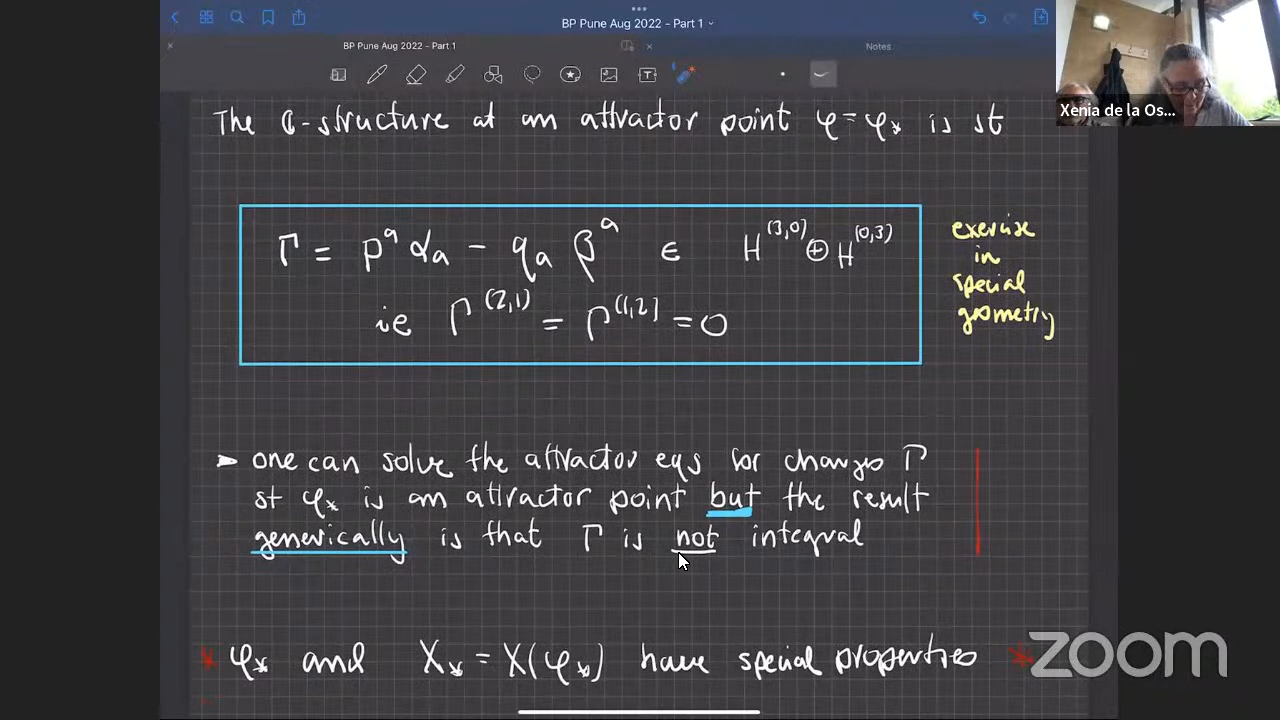 BP Pune Aug 2022 - Part 1
BP Pune Aug 2022 - Part 1
Notes
Xenia de la Os...
The ℂ-structure at an attractor point φ=φ* is st
Γ = p^a α_a - q_a β^a ∈ H^(3,0) ⊕ H^(0,3)
ie Γ^(2,1) = Γ^(1,2) = 0
exercise
in
special
geometry
► one can solve the attractor eqs for charges Γ
st φ* is an attractor point but the result
generically is that Γ is not integral
* φ* and X* = X(φ*) have special properties *
zoom